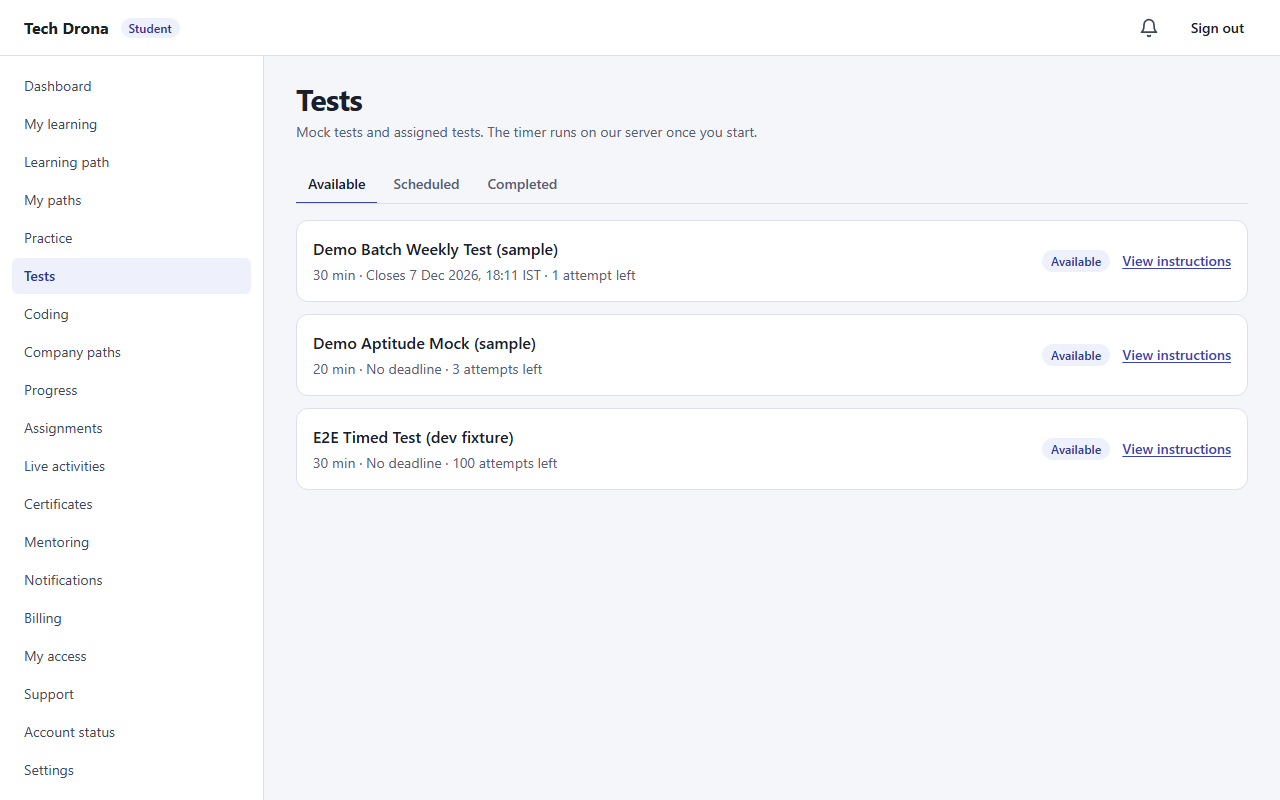 Tech Drona
Student
Sign out
Dashboard
My learning
Learning path
My paths
Practice
Tests
Coding
Company paths
Progress
Assignments
Live activities
Certificates
Mentoring
Notifications
Billing
My access
Support
Account status
Settings
Tests
Mock tests and assigned tests. The timer runs on our server once you start.
Available
Scheduled
Completed
Demo Batch Weekly Test (sample)
30 min · Closes 7 Dec 2026, 18:11 IST · 1 attempt left
Available
View instructions
Demo Aptitude Mock (sample)
20 min · No deadline · 3 attempts left
Available
View instructions
E2E Timed Test (dev fixture)
30 min · No deadline · 100 attempts left
Available
View instructions